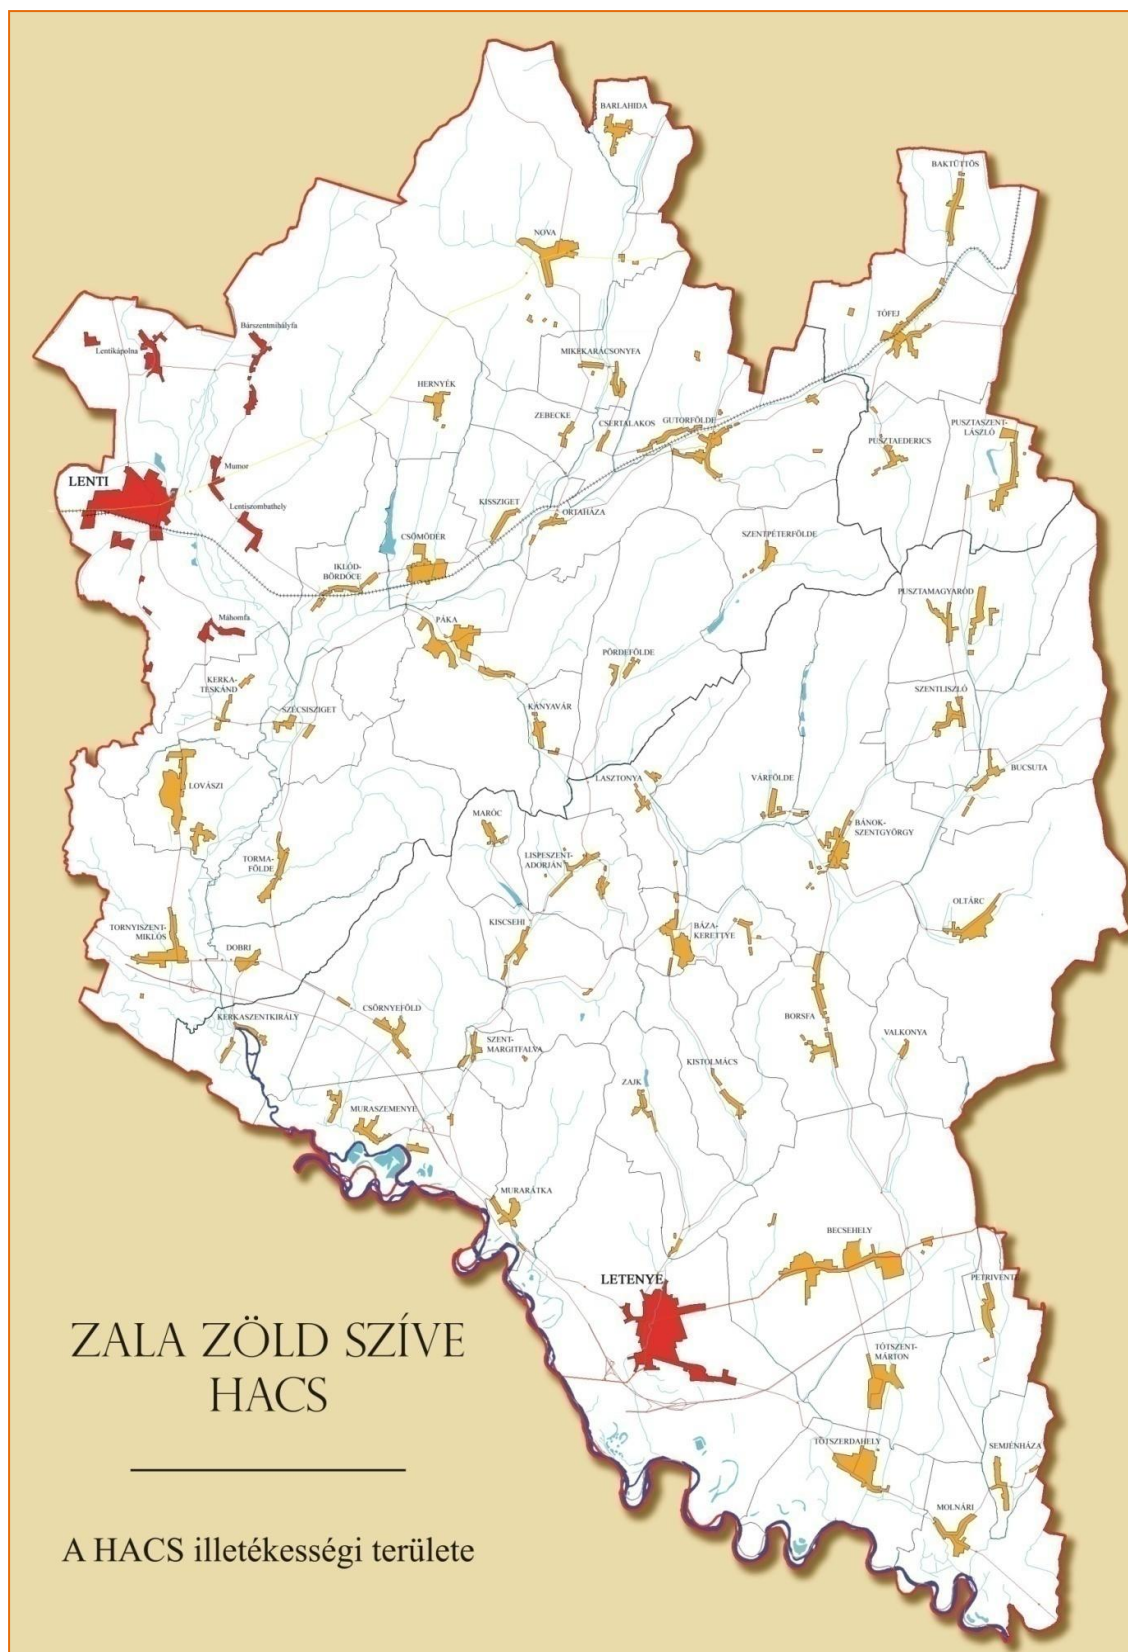 BARLAHIDA
BAKTÜTTÖS
NOVA
TÓFEJ
Bárszentmihályfa
Lentikápolna
MIKEKARÁCSONYFA
HERNYÉK
ZEBECKE
CSERTALAKOS
GUTORFÖLDE
PUSZTASZENT-
LÁSZLÓ
PUSZTAEDERICS
Mumor
LENTI
Lentiszombathely
KISSZIGET
ORTAHÁZA
CSÖMÖDÉR
SZENTPÉTERFÖLDE
IKLÓD-
BÖRDŐCE
PUSZTAMAGYARÓD
Máhomfa
PÁKA
PÖRDEFÖLDE
KERKA-
TESKÁND
SZENTLISZLÓ
SZÉCSISZIGET
KÁNYAVÁR
BUCSUTA
LASZTONYA
VÁRFÖLDE
LOVÁSZI
MARÓC
BÁNOK-
SZENTGYÖRGY
TORMA-
FÖLDE
LISPESZENT-
ADORJÁN
OLTÁRC
KISCSEHI
TORNYISZENT-
MIKLÓS
BÁZA-
KERETTYE
DOBRI
CSÖRNYEFÖLD
KERKASZENTKIRÁLY
BORSFA
VALKONYA
SZENT-
MARGITFALVA
KISTOLMÁCS
ZAJK
MURASZEMENYE
MURARÁTKA
BECSEHELY
LETENYE
PETRIVENTE
ZALA ZÖLD SZÍVE
HACS
TÓTSZENT-
MÁRTON
TÓTSZERDAHELY
SEMJÉNHÁZA
MOLNÁRI
A HACS illetékességi területe